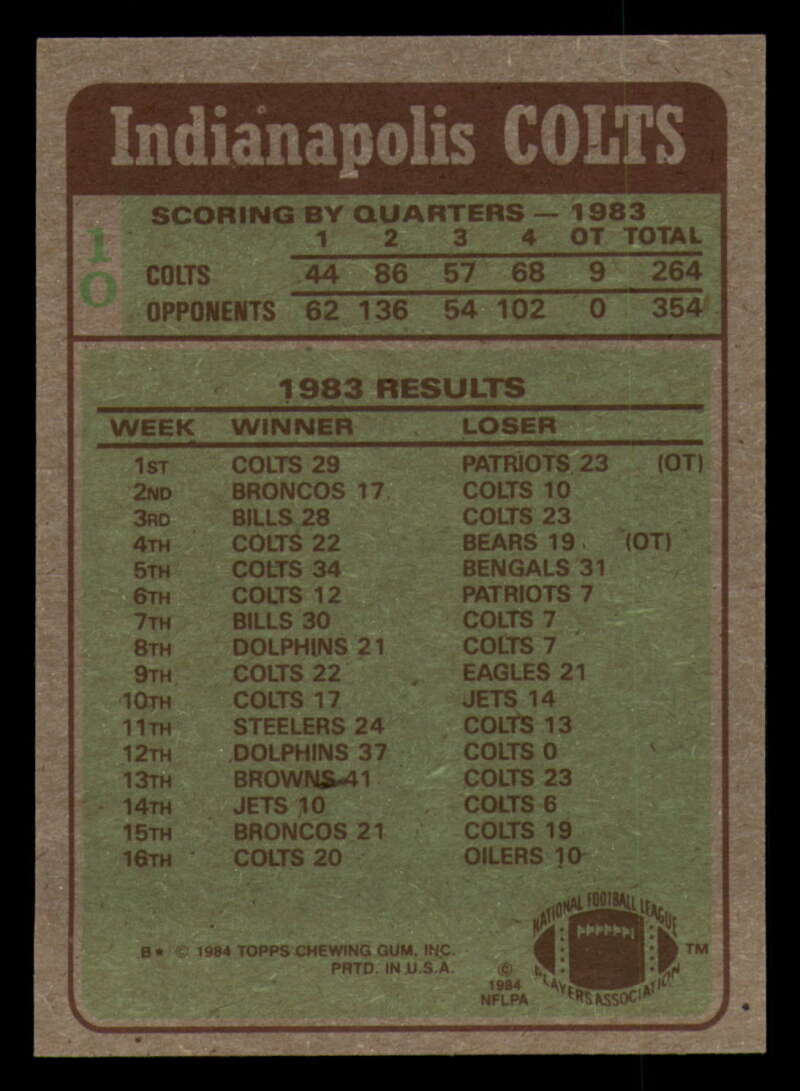 Indianapolis COLTS
10
SCORING BY QUARTERS — 1983
1 2 3 4 OT TOTAL
COLTS 44 86 57 68 9 264
OPPONENTS 62 136 54 102 0 354
1983 RESULTS
WEEK WINNER LOSER
1ST COLTS 29 PATRIOTS 23 (OT)
2ND BRONCOS 17 COLTS 10
3RD BILLS 28 COLTS 23
4TH COLTS 22 BEARS 19 (OT)
5TH COLTS 34 BENGALS 31
6TH COLTS 12 PATRIOTS 7
7TH BILLS 30 COLTS 7
8TH DOLPHINS 21 COLTS 7
9TH COLTS 22 EAGLES 21
10TH COLTS 17 JETS 14
11TH STEELERS 24 COLTS 13
12TH DOLPHINS 37 COLTS 0
13TH BROWNS 41 COLTS 23
14TH JETS 10 COLTS 6
15TH BRONCOS 21 COLTS 19
16TH COLTS 20 OILERS 10
B★ © 1984 TOPPS CHEWING GUM, INC.
PRTD. IN U.S.A.
©
1984
NFLPA
NATIONAL FOOTBALL LEAGUE
PLAYERS ASSOCIATION
TM